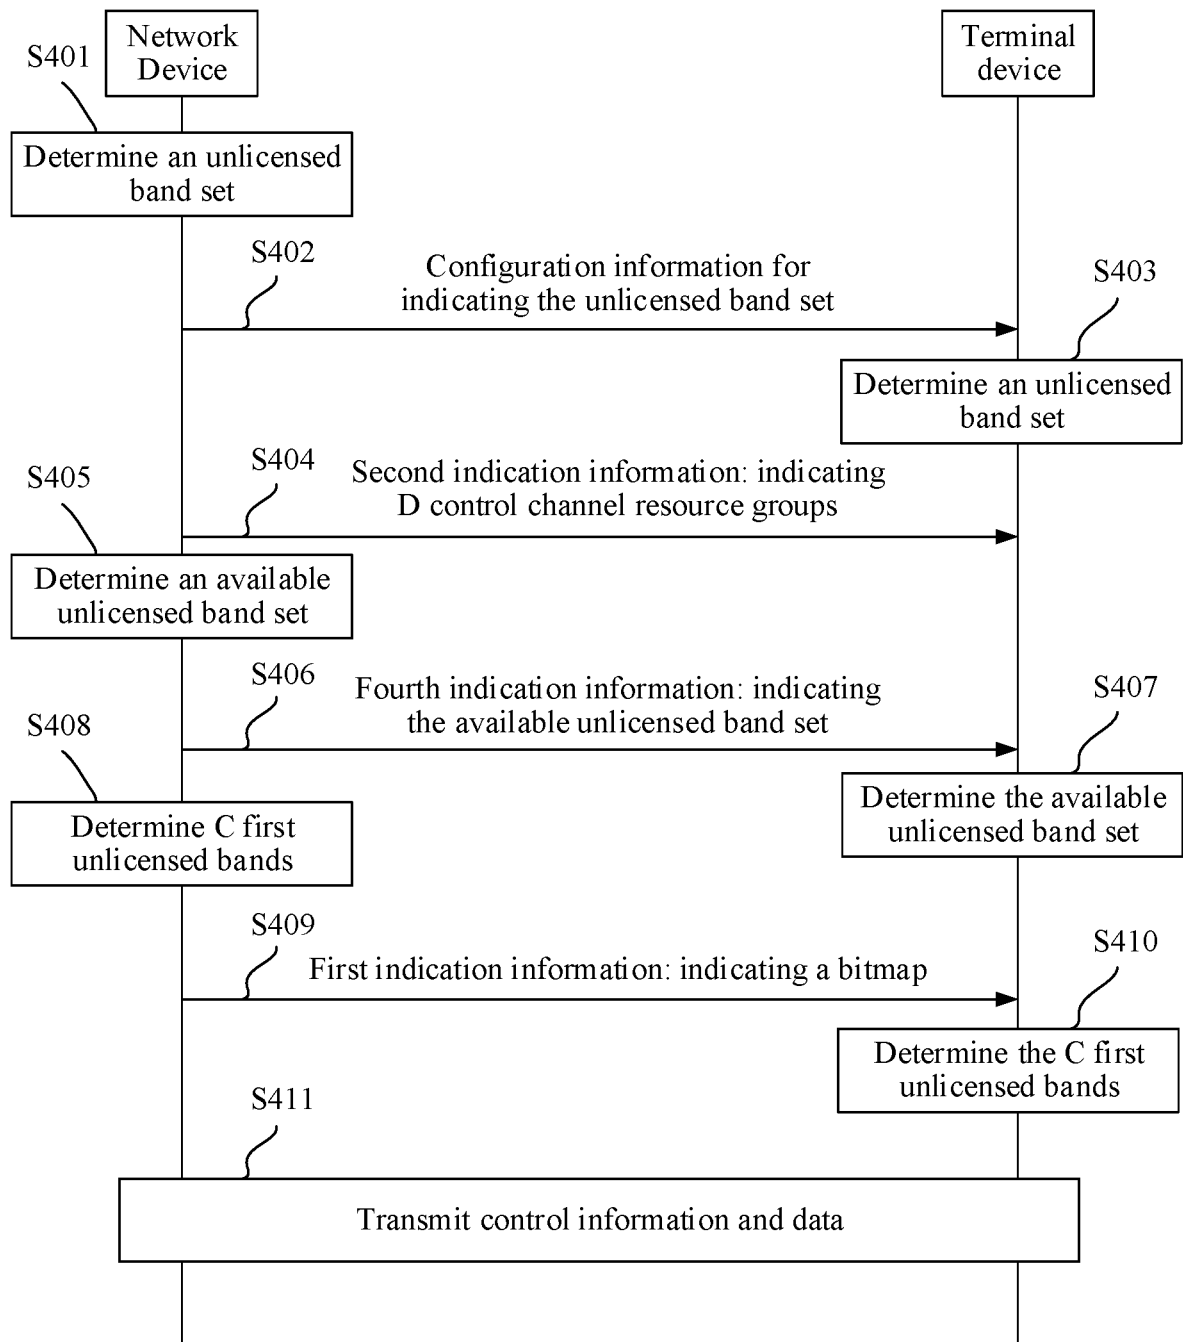 Network
Device
Terminal
device
S401
Determine an unlicensed
band set
S402
Configuration information for
indicating the unlicensed band set
S403
Determine an unlicensed
band set
S404
Second indication information: indicating
D control channel resource groups
S405
Determine an available
unlicensed band set
S406
Fourth indication information: indicating
the available unlicensed band set
S407
Determine the available
unlicensed band set
S408
Determine C first
unlicensed bands
S409
First indication information: indicating a bitmap
S410
Determine the C first
unlicensed bands
S411
Transmit control information and data